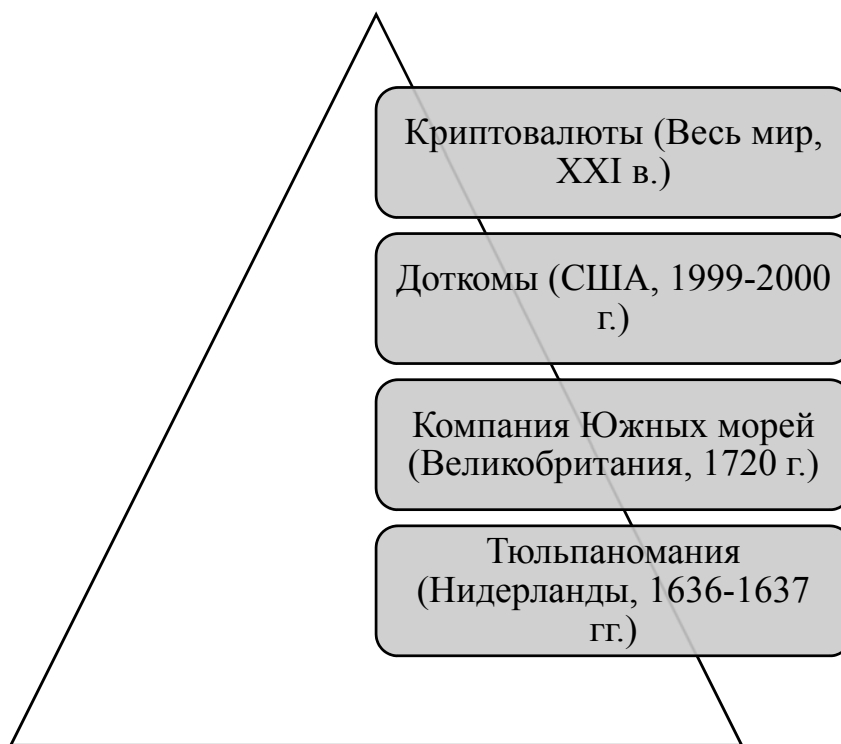 Криптовалюты (Весь мир,
XXI в.)
Доткомы (США, 1999-2000
г.)
Компания Южных морей
(Великобритания, 1720 г.)
Тюльпаномания
(Нидерланды, 1636-1637
гг.)